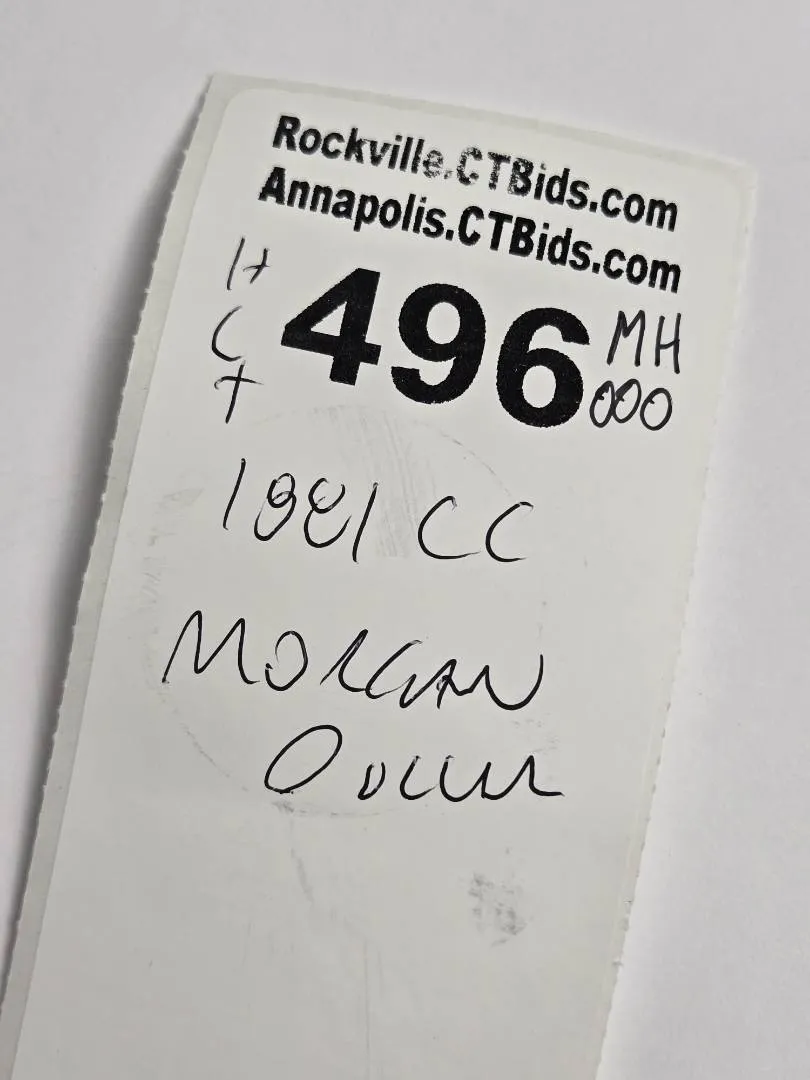 Rockville.CTBids.com
Annapolis.CTBids.com
H
C
T
496
MH
000
1881 CC
MORGAN